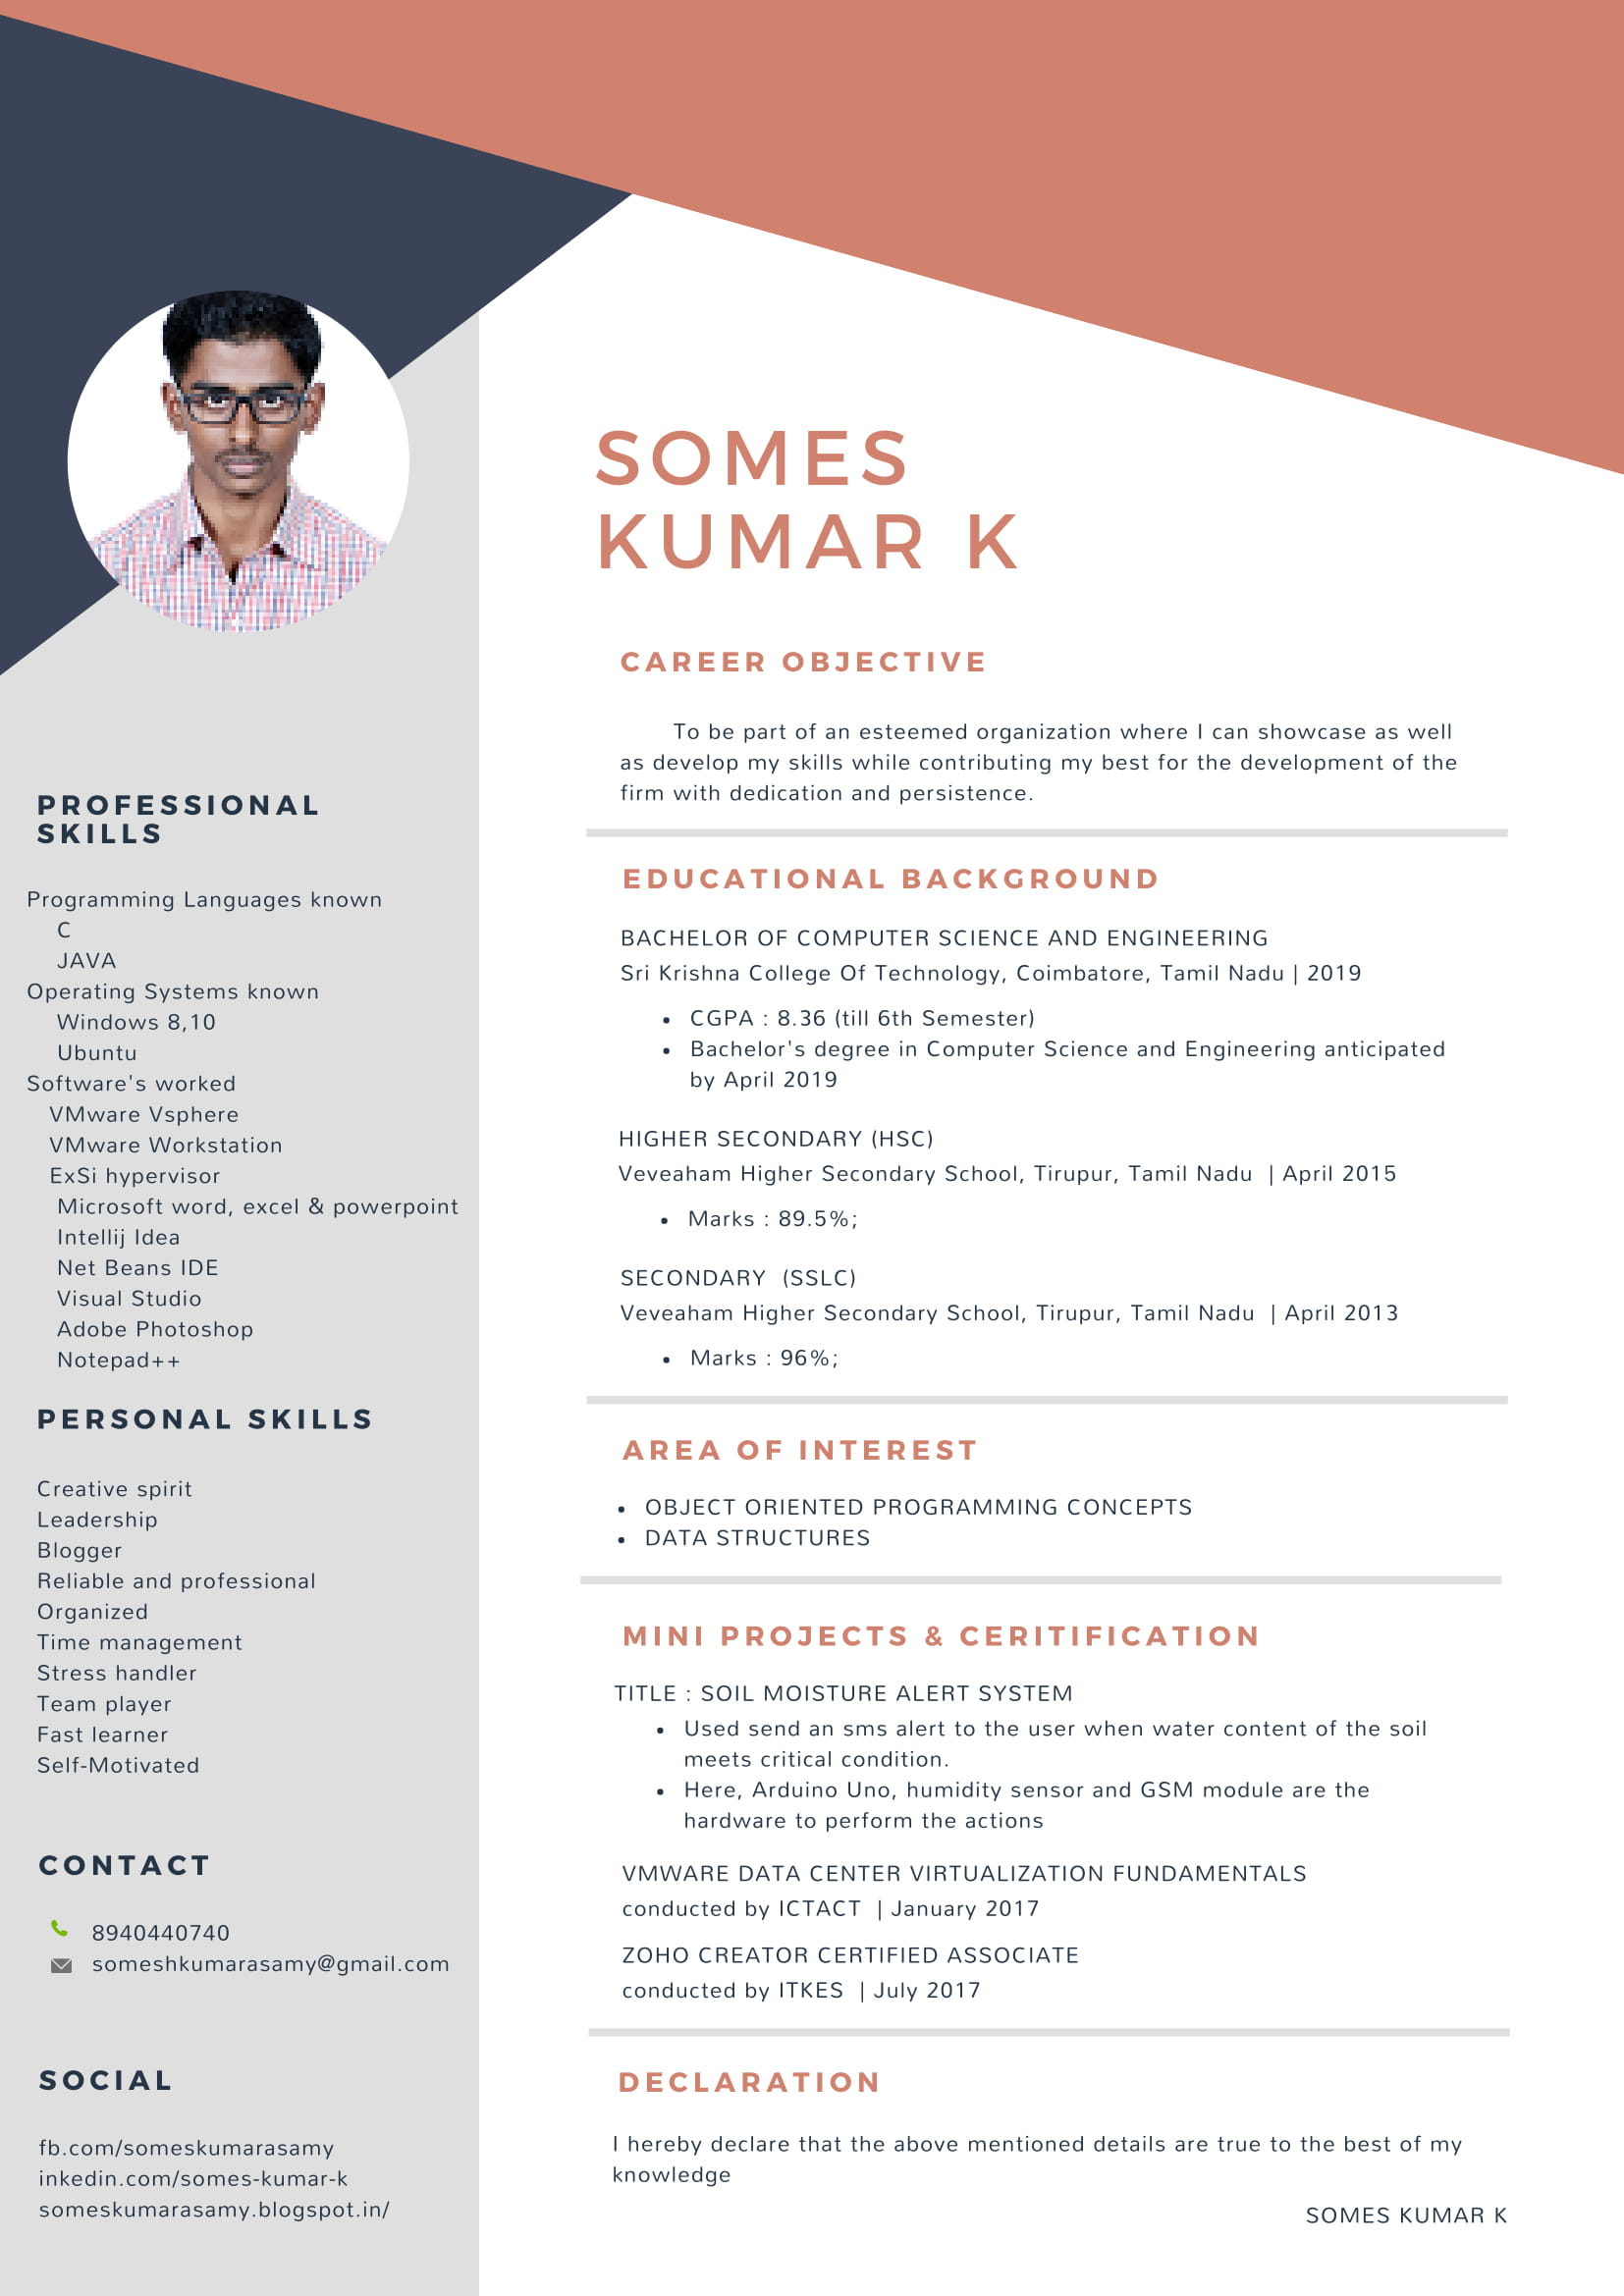 SOMES
KUMAR K
PROFESSIONAL
SKILLS
Programming Languages known
C
JAVA
Operating Systems known
Windows 8,10
Ubuntu
Software's worked
VMware Vsphere
VMware Workstation
ExSi hypervisor
Microsoft word, excel & powerpoint
Intellij Idea
Net Beans IDE
Visual Studio
Adobe Photoshop
Notepad++
PERSONAL SKILLS
Creative spirit
Leadership
Blogger
Reliable and professional
Organized
Time management
Stress handler
Team player
Fast learner
Self-Motivated
CONTACT
8940440740
someshkumarasamy@gmail.com
SOCIAL
fb.com/someskumarasamy
inkedin.com/somes-kumar-k
someskumarasamy.blogspot.in/
CAREER OBJECTIVE
To be part of an esteemed organization where I can showcase as well
as develop my skills while contributing my best for the development of the
firm with dedication and persistence.
EDUCATIONAL BACKGROUND
BACHELOR OF COMPUTER SCIENCE AND ENGINEERING
Sri Krishna College Of Technology, Coimbatore, Tamil Nadu | 2019
• CGPA : 8.36 (till 6th Semester)
• Bachelor's degree in Computer Science and Engineering anticipated
by April 2019
HIGHER SECONDARY (HSC)
Veveaham Higher Secondary School, Tirupur, Tamil Nadu | April 2015
• Marks : 89.5%;
SECONDARY (SSLC)
Veveaham Higher Secondary School, Tirupur, Tamil Nadu | April 2013
• Marks : 96%;
AREA OF INTEREST
• OBJECT ORIENTED PROGRAMMING CONCEPTS
• DATA STRUCTURES
MINI PROJECTS & CERITIFICATION
TITLE : SOIL MOISTURE ALERT SYSTEM
• Used send an sms alert to the user when water content of the soil
meets critical condition.
• Here, Arduino Uno, humidity sensor and GSM module are the
hardware to perform the actions
VMWARE DATA CENTER VIRTUALIZATION FUNDAMENTALS
conducted by ICTACT | January 2017
ZOHO CREATOR CERTIFIED ASSOCIATE
conducted by ITKES | July 2017
DECLARATION
I hereby declare that the above mentioned details are true to the best of my
knowledge
SOMES KUMAR K